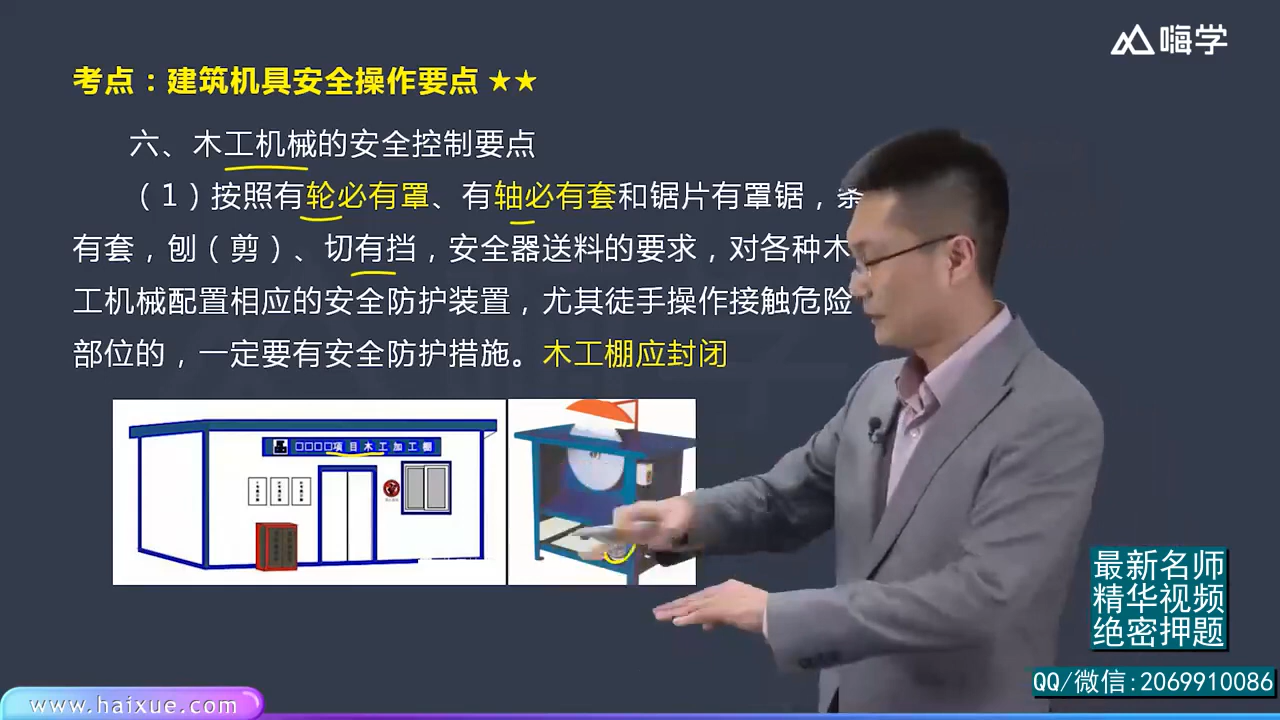 嗨学
考点：建筑机具安全操作要点 ★★
六、木工机械的安全控制要点
（1）按照有轮必有罩、有轴必有套和锯片有罩锯，条
有套，刨（剪）、切有挡，安全器送料的要求，对各种木
工机械配置相应的安全防护装置，尤其徒手操作接触危险
部位的，一定要有安全防护措施。木工棚应封闭
□□□□项目木工加工棚
最新名师
精华视频
绝密押题
QQ/微信:2069910086
www.haixue.com